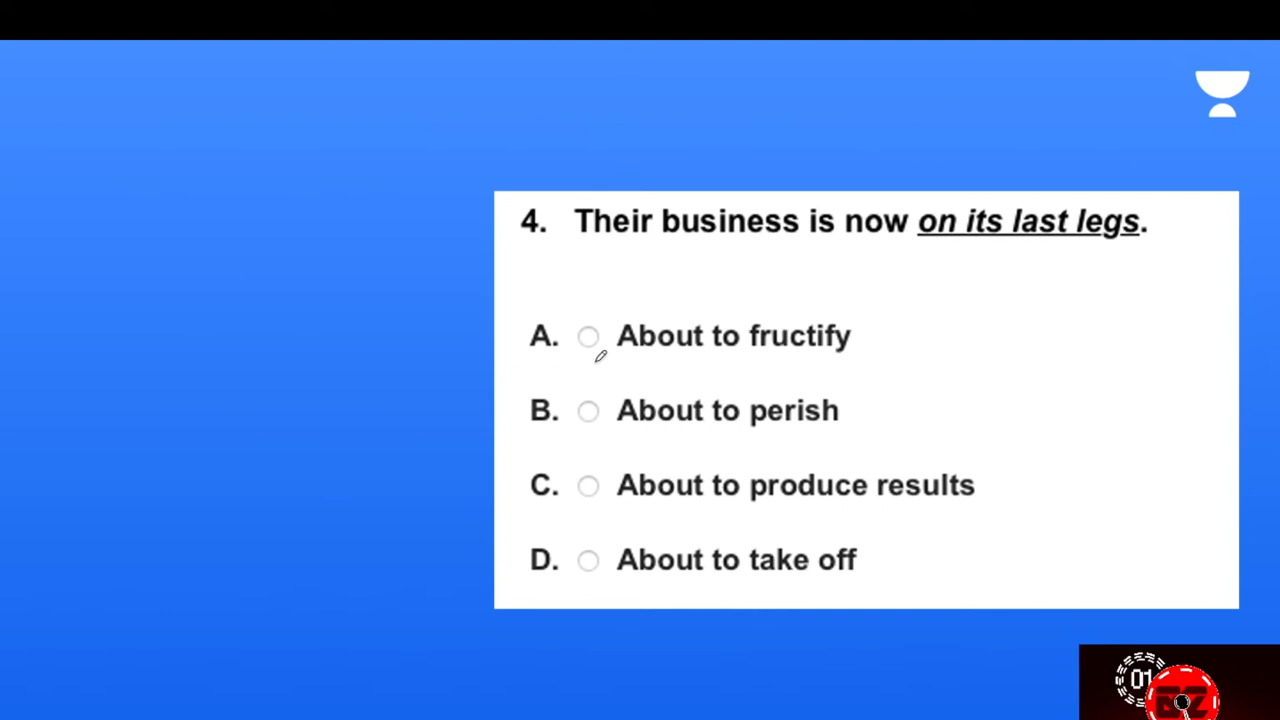 4. Their business is now on its last legs.
A. About to fructify
B. About to perish
C. About to produce results
D. About to take off
01